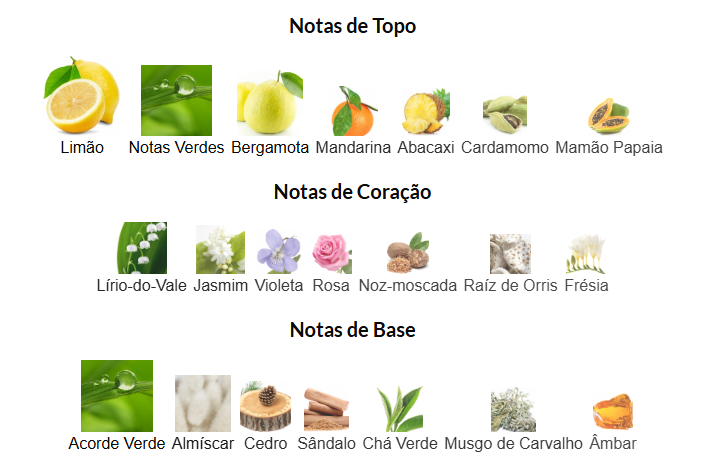 Notas de Topo
Limão Notas Verdes Bergamota Mandarina Abacaxi Cardamomo Mamão Papaia
Notas de Coração
Lírio-do-Vale Jasmim Violeta Rosa Noz-moscada Raíz de Orris Frésia
Notas de Base
Acorde Verde Almíscar Cedro Sândalo Chá Verde Musgo de Carvalho Âmbar